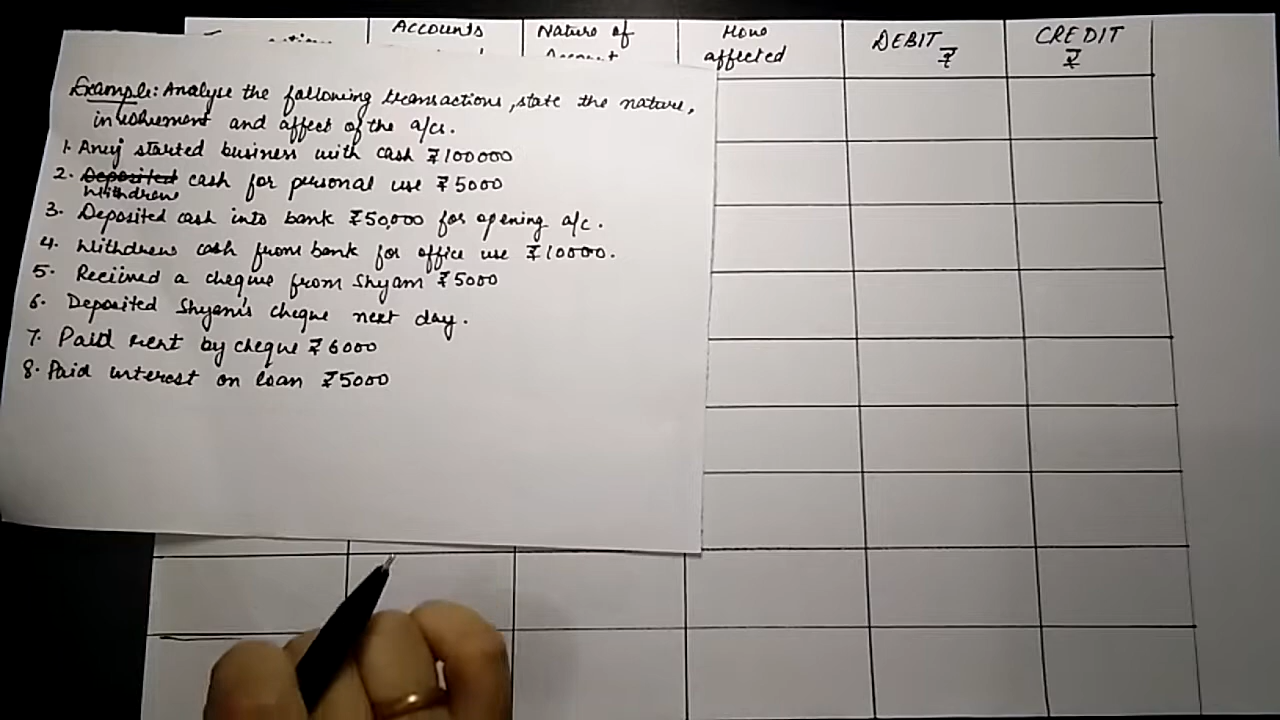 Accounts
Nature of
Account
How
affected
DEBIT
₹
CREDIT
₹
Example: Analyse the following transactions, state the nature,
involvement and affect of the a/cs.
1. Anuj started business with cash ₹100000
2. Deposited cash for personal use ₹5000
Withdrew
3. Deposited cash into bank ₹50,000 for opening a/c.
4. Withdrew cash from bank for office use ₹10000.
5. Reciived a cheque from Shyam ₹5000
6. Deposited Shyam's cheque next day.
7. Paid rent by cheque ₹6000
8. Paid interest on loan ₹5000